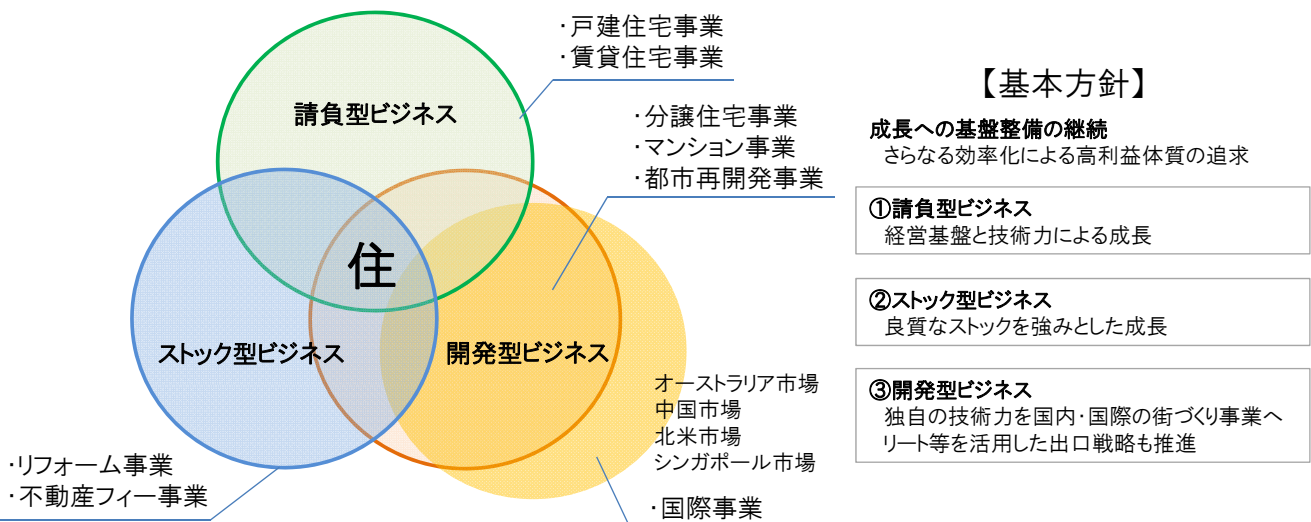 ・戸建住宅事業
・賃貸住宅事業
請負型ビジネス
・分譲住宅事業
・マンション事業
・都市再開発事業
住
ストック型ビジネス
開発型ビジネス
オーストラリア市場
中国市場
北米市場
シンガポール市場
・リフォーム事業
・不動産フィー事業
・国際事業
【基本方針】
成長への基盤整備の継続
さらなる効率化による高利益体質の追求
①請負型ビジネス
経営基盤と技術力による成長
②ストック型ビジネス
良質なストックを強みとした成長
③開発型ビジネス
独自の技術力を国内・国際の街づくり事業へ
リート等を活用した出口戦略も推進